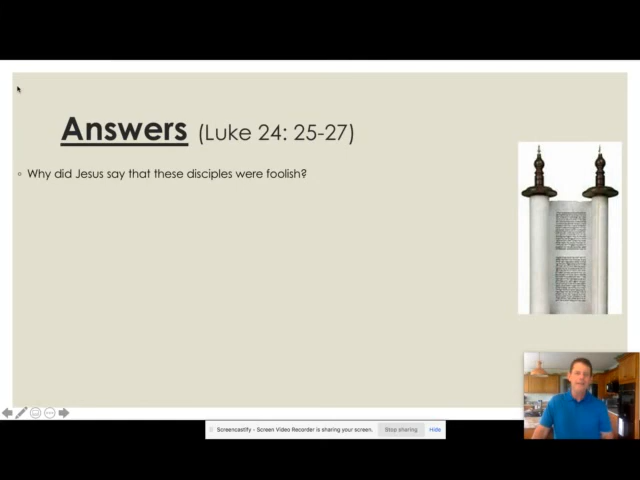 Answers (Luke 24: 25-27)
Why did Jesus say that these disciples were foolish?
Screencastify - Screen Video Recorder is sharing your screen. Stop sharing Hide